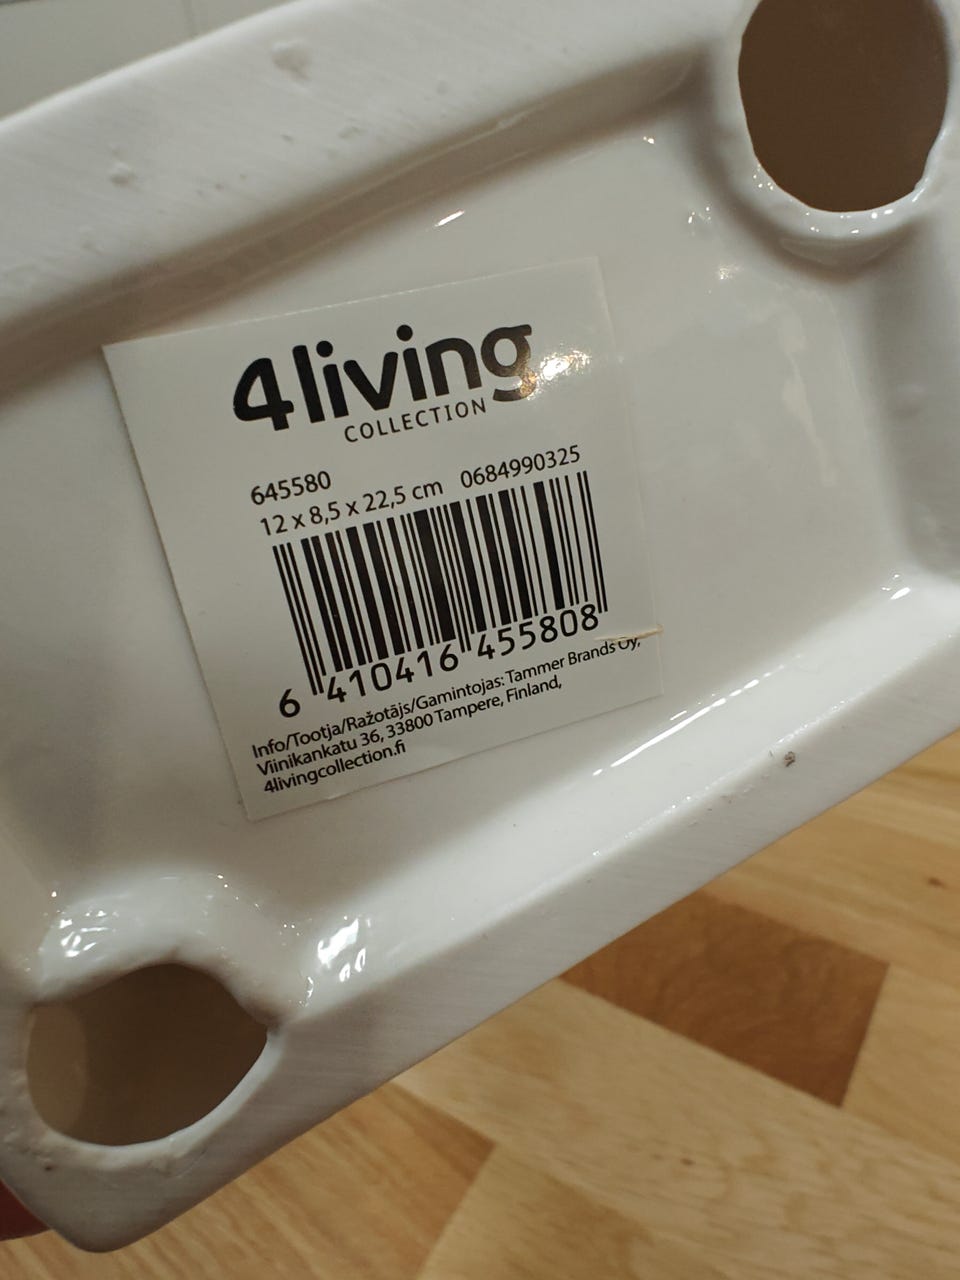 4living
COLLECTION
645580
12 x 8,5 x 22,5 cm 0684990325
6 410416 455808
Info/Tootja/Ražotājs/Gamintojas: Tammer Brands Oy,
Viinikankatu 36, 33800 Tampere, Finland,
4livingcollection.fi